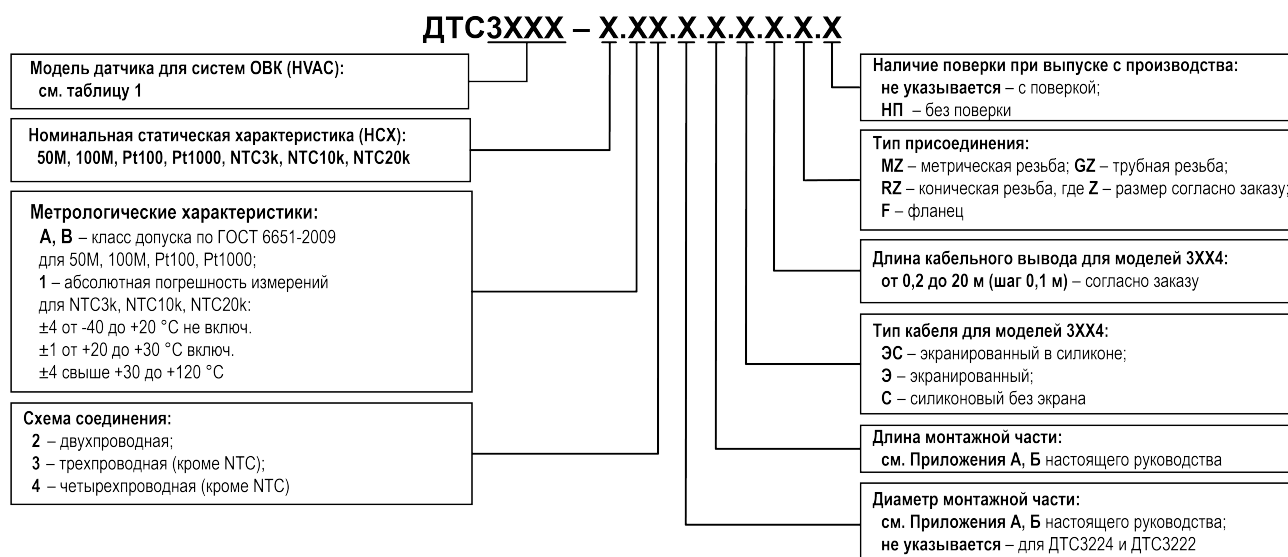 ДТС3ХХХ – Х.ХХ.Х.Х.Х.Х.Х.Х
Модель датчика для систем ОВК (HVAC):
см. таблицу 1
Номинальная статическая характеристика (НСХ):
50М, 100М, Pt100, Pt1000, NTC3k, NTC10k, NTC20k
Метрологические характеристики:
А, В – класс допуска по ГОСТ 6651-2009
для 50М, 100М, Pt100, Pt1000;
1 – абсолютная погрешность измерений
для NTC3k, NTC10k, NTC20k:
±4 от -40 до +20 °С не включ.
±1 от +20 до +30 °С включ.
±4 свыше +30 до +120 °С
Схема соединения:
2 – двухпроводная;
3 – трехпроводная (кроме NTC);
4 – четырехпроводная (кроме NTC)
Наличие поверки при выпуске с производства:
не указывается – с поверкой;
НП – без поверки
Тип присоединения:
MZ – метрическая резьба; GZ – трубная резьба;
RZ – коническая резьба, где Z – размер согласно заказу;
F – фланец
Длина кабельного вывода для моделей 3ХХ4:
от 0,2 до 20 м (шаг 0,1 м) – согласно заказу
Тип кабеля для моделей 3ХХ4:
ЭС – экранированный в силиконе;
Э – экранированный;
С – силиконовый без экрана
Длина монтажной части:
см. Приложения А, Б настоящего руководства
Диаметр монтажной части:
см. Приложения А, Б настоящего руководства;
не указывается – для ДТС3224 и ДТС3222